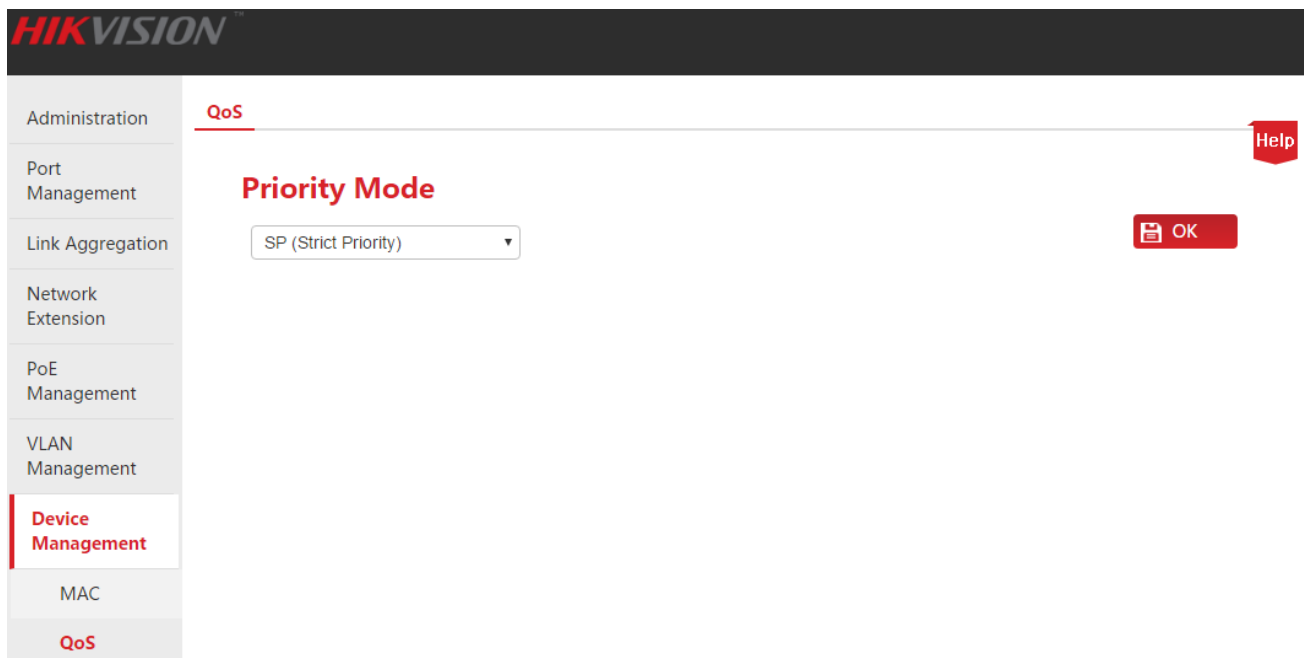 HIKVISION™
Administration
QoS
Help
Port
Management
Priority Mode
Link Aggregation
SP (Strict Priority)
OK
Network
Extension
PoE
Management
VLAN
Management
Device
Management
MAC
QoS